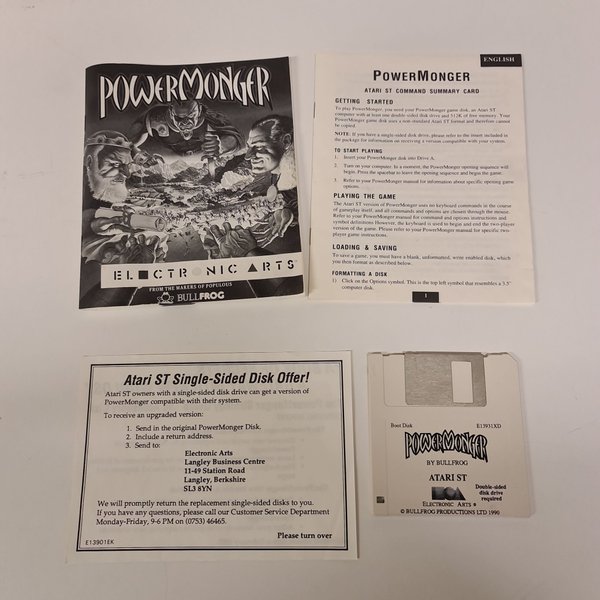 POWERMONGER
ELECTRONIC ARTS
FROM THE MAKERS OF POPULOUS
BULLFROG
ENGLISH
POWERMONGER
ATARI ST COMMAND SUMMARY CARD
GETTING STARTED
To play PowerMonger, you need your PowerMonger game disk, an Atari ST
computer with at least one double-sided disk drive and 512K of free memory. Your
PowerMonger game disk uses a non-standard Atari ST format and therefore cannot
be copied.
NOTE: If you have a single-sided disk drive, please refer to the insert included in
the package for information on receiving a version compatible with your system.
TO START PLAYING
1. Insert your PowerMonger disk into Drive A.
2. Turn on your computer. In a moment, the PowerMonger opening sequence will
begin. Press the spacebar to leave the opening sequence and begin the game.
3. Refer to your PowerMonger manual for information about specific opening game
options.
PLAYING THE GAME
The Atari ST version of PowerMonger uses no keyboard commands in the course
of gameplay itself, and all commands and options are chosen through the mouse.
Refer to your PowerMonger manual for command and options instructions and
symbol definitions However, the keyboard is used to begin and end the two-player
version of the game. Please refer to your PowerMonger manual for specific two-
player game instructions.
LOADING & SAVING
To save a game, you must have a blank, unformatted, write enabled disk, which
you then format as described below.
FORMATTING A DISK
1) Click on the Options symbol. This is the top left symbol that resembles a 3.5"
computer disk.
1
Atari ST Single-Sided Disk Offer!
Atari ST owners with a single-sided disk drive can get a version of
PowerMonger compatible with their system.
To receive an upgraded version:
1. Send in the original PowerMonger Disk.
2. Include a return address.
3. Send to:
Electronic Arts
Langley Business Centre
11-49 Station Road
Langley, Berkshire
SL3 8YN
We will promptly return the replacement single-sided disks to you.
If you have any questions, please call our Customer Service Department
Monday-Friday, 9-6 PM on (0753) 46465.
Please turn over
E13901EK
Boot Disk E13931XD
POWERMONGER
BY BULLFROG
ATARI ST
Double-sided
disk drive
required
ELECTRONIC ARTS
© BULLFROG PRODUCTIONS LTD 1990